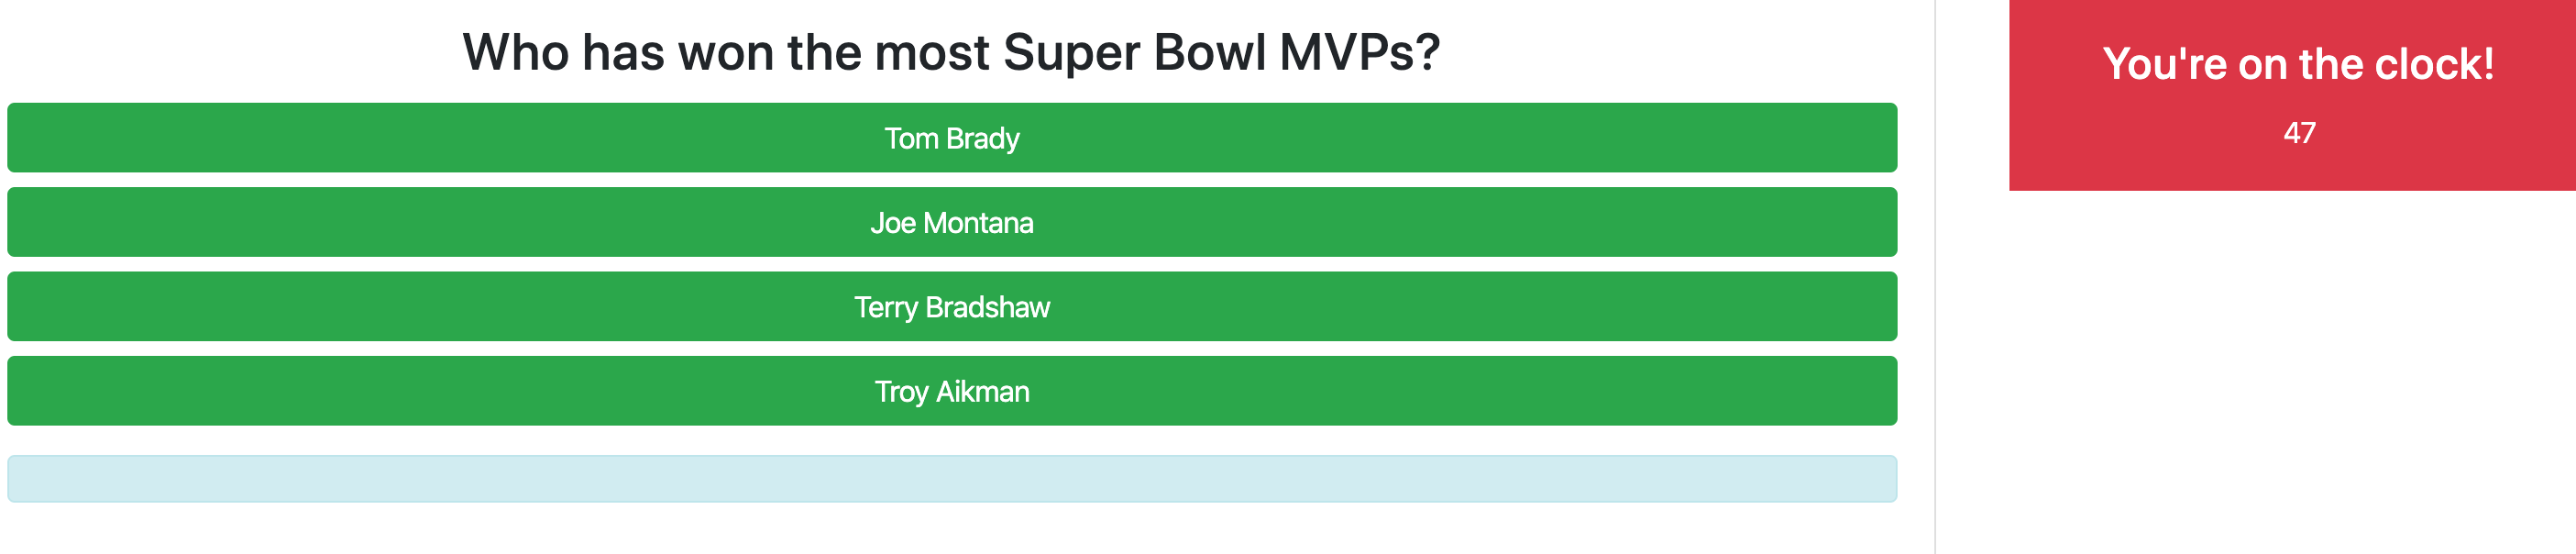 Who has won the most Super Bowl MVPs?
Tom Brady
Joe Montana
Terry Bradshaw
Troy Aikman
You're on the clock!
47